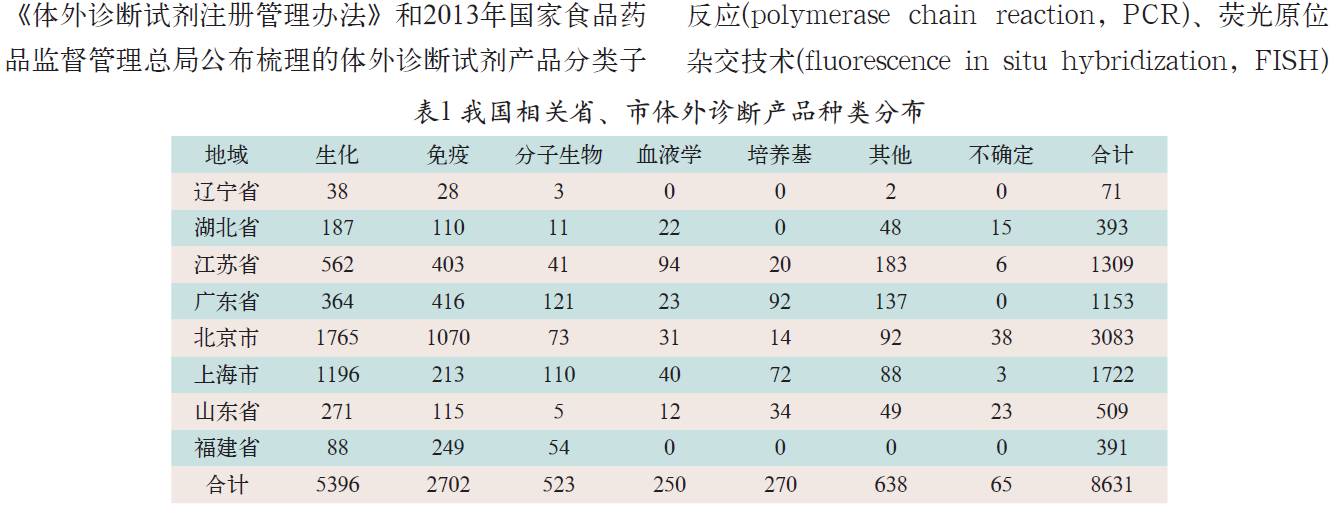 《体外诊断试剂注册管理办法》和2013年国家食品药
品监督管理总局公布梳理的体外诊断试剂产品分类子
反应(polymerase chain reaction，PCR)、荧光原位
杂交技术(fluorescence in situ hybridization，FISH)
表1 我国相关省、市体外诊断产品种类分布
地域 生化 免疫 分子生物 血液学 培养基 其他 不确定 合计
辽宁省 38 28 3 0 0 2 0 71
湖北省 187 110 11 22 0 48 15 393
江苏省 562 403 41 94 20 183 6 1309
广东省 364 416 121 23 92 137 0 1153
北京市 1765 1070 73 31 14 92 38 3083
上海市 1196 213 110 40 72 88 3 1722
山东省 271 115 5 12 34 49 23 509
福建省 88 249 54 0 0 0 0 391
合计 5396 2702 523 250 270 638 65 8631